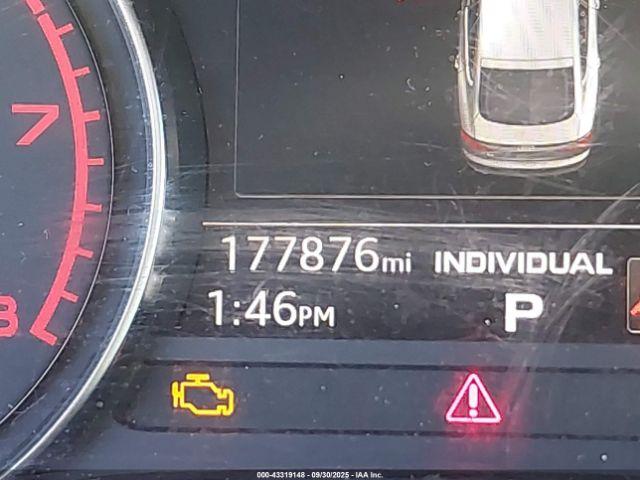 7
8
177876mi INDIVIDUAL
1:46PM P
000-43319148 - 09/30/2025 - IAA Inc.